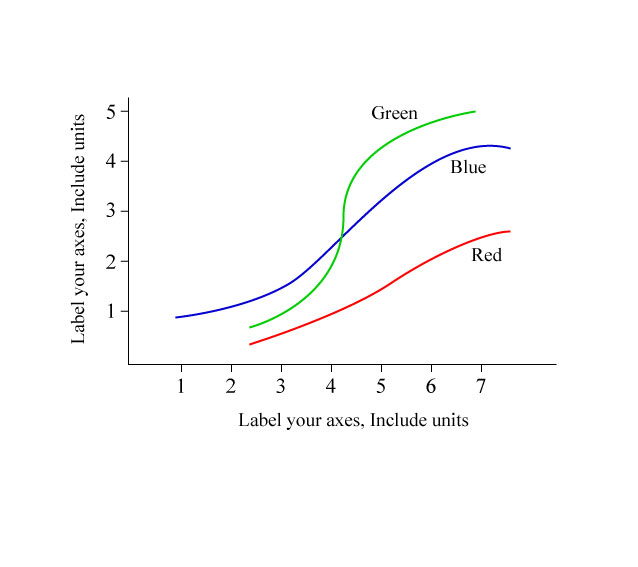 5
Green
4
Blue
3
Red
2
1
Label your axes, Include units
1 2 3 4 5 6 7
Label your axes, Include units